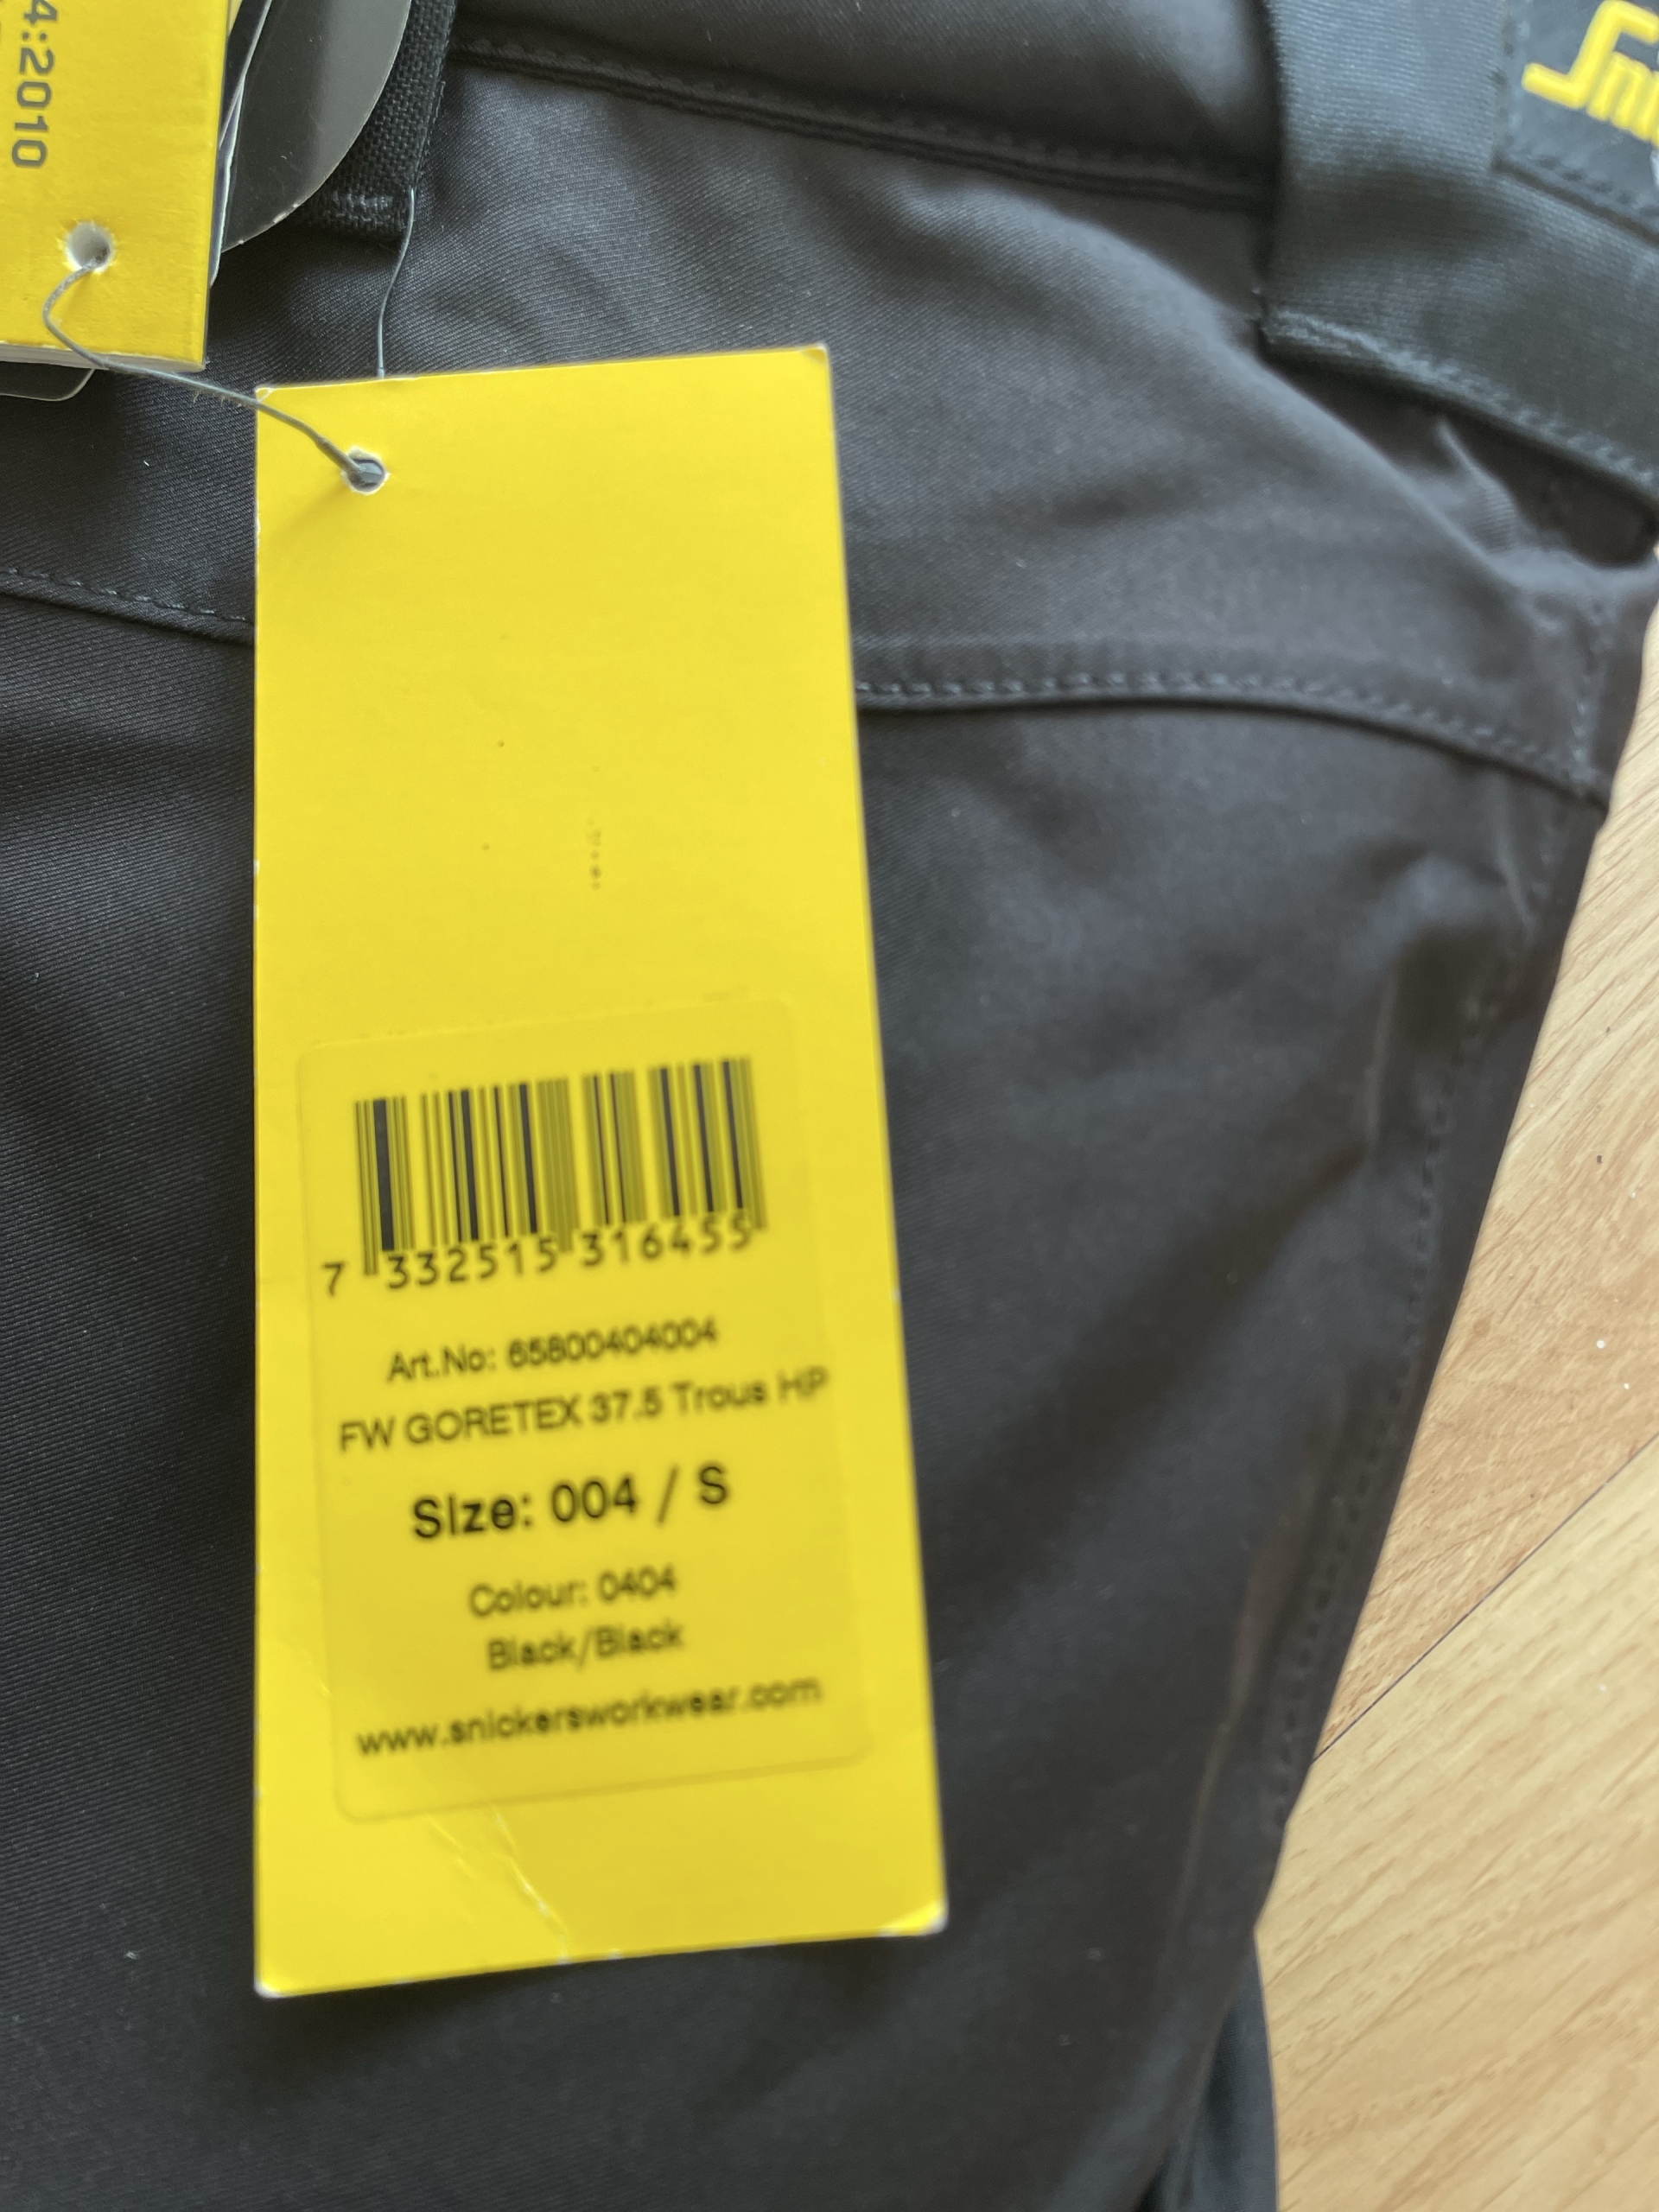 4:2010
7 332515 316455
Art.No: 65800404004
FW GORETEX 37.5 Trous HP
Size: 004 / S
Colour: 0404
Black/Black
www.snickersworkwear.com